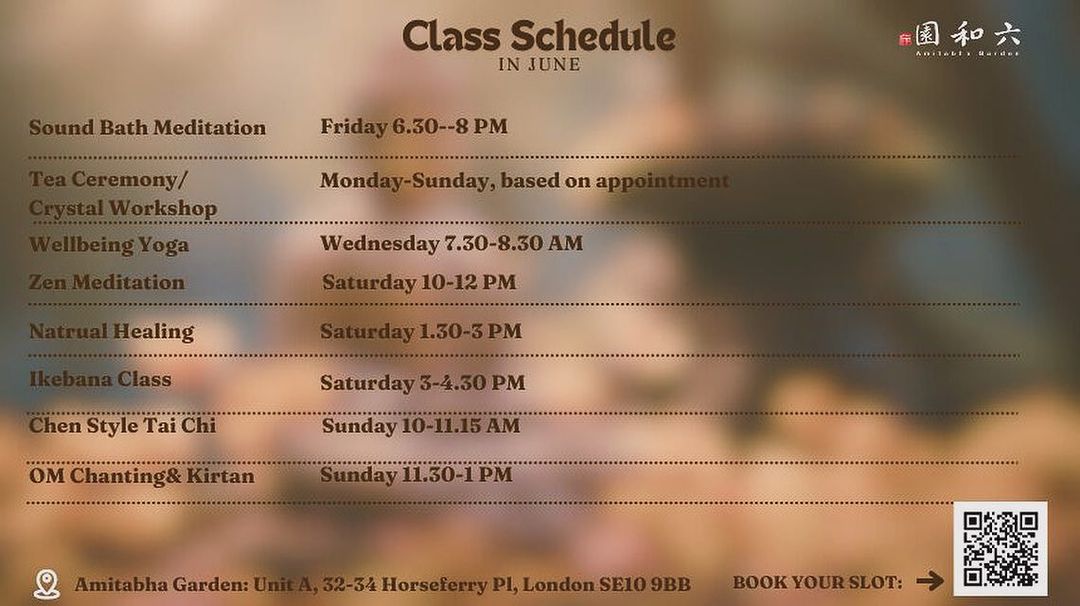 Class Schedule
IN JUNE
園和六
Amitabha Garden
Sound Bath Meditation Friday 6.30--8 PM
Tea Ceremony/ Monday-Sunday, based on appointment
Crystal Workshop
Wellbeing Yoga Wednesday 7.30-8.30 AM
Zen Meditation Saturday 10-12 PM
Natrual Healing Saturday 1.30-3 PM
Ikebana Class Saturday 3-4.30 PM
Chen Style Tai Chi Sunday 10-11.15 AM
OM Chanting& Kirtan Sunday 11.30-1 PM
Amitabha Garden: Unit A, 32-34 Horseferry Pl, London SE10 9BB BOOK YOUR SLOT: